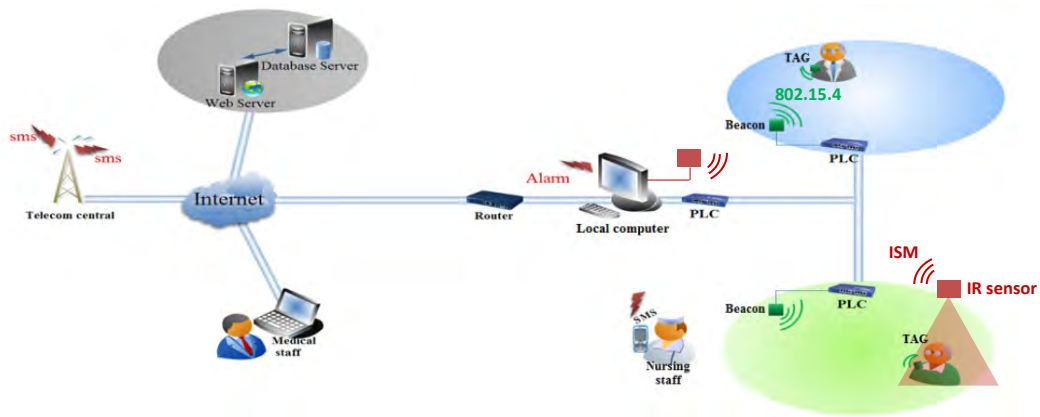 Database Server
Web Server
sms
sms
Telecom central
Internet
Medical
staff
Router
Alarm
Local computer
PLC
SMS
Nursing
staff
TAG
802.15.4
Beacon
PLC
ISM
IR sensor
PLC
Beacon
TAG